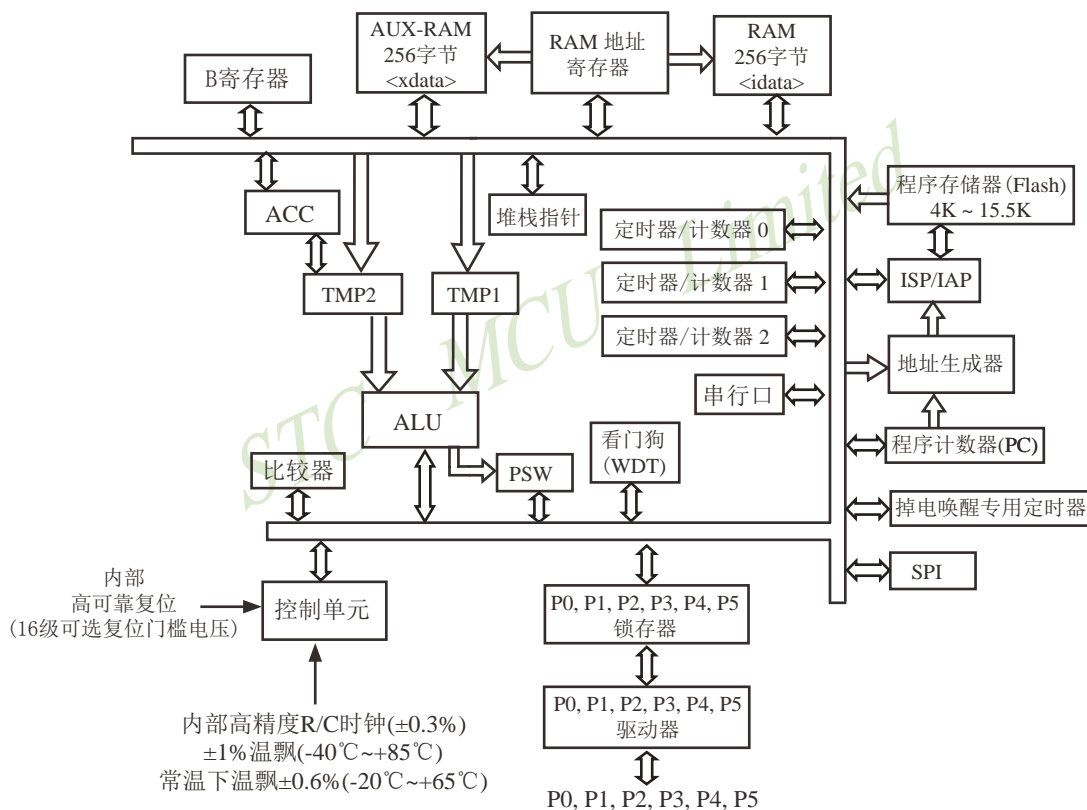 AUX-RAM
256字节
<xdata>
RAM 地址
寄存器
RAM
256字节
<idata>
B寄存器
ACC
堆栈指针
TMP2
TMP1
定时器/计数器 0
定时器/计数器 1
定时器/计数器 2
串行口
程序存储器(Flash)
4K ~ 15.5K
ISP/IAP
地址生成器
程序计数器(PC)
掉电唤醒专用定时器
SPI
ALU
PSW
看门狗
(WDT)
比较器
内部
高可靠复位
(16级可选复位门槛电压)
控制单元
内部高精度R/C时钟(±0.3%)
±1%温飘(-40℃~+85℃)
常温下温飘±0.6%(-20℃~+65℃)
P0, P1, P2, P3, P4, P5
锁存器
P0, P1, P2, P3, P4, P5
驱动器
P0, P1, P2, P3, P4, P5
STC MCU Limited